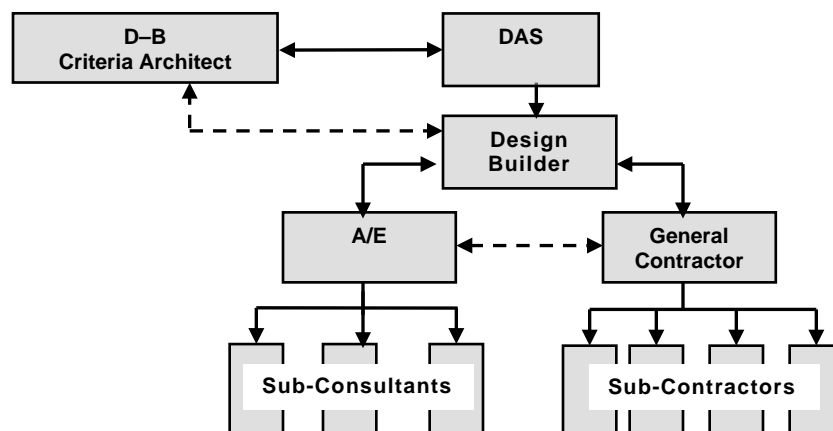 D–B
Criteria Architect
DAS
Design
Builder
A/E
General
Contractor
Sub-Consultants
Sub-Contractors